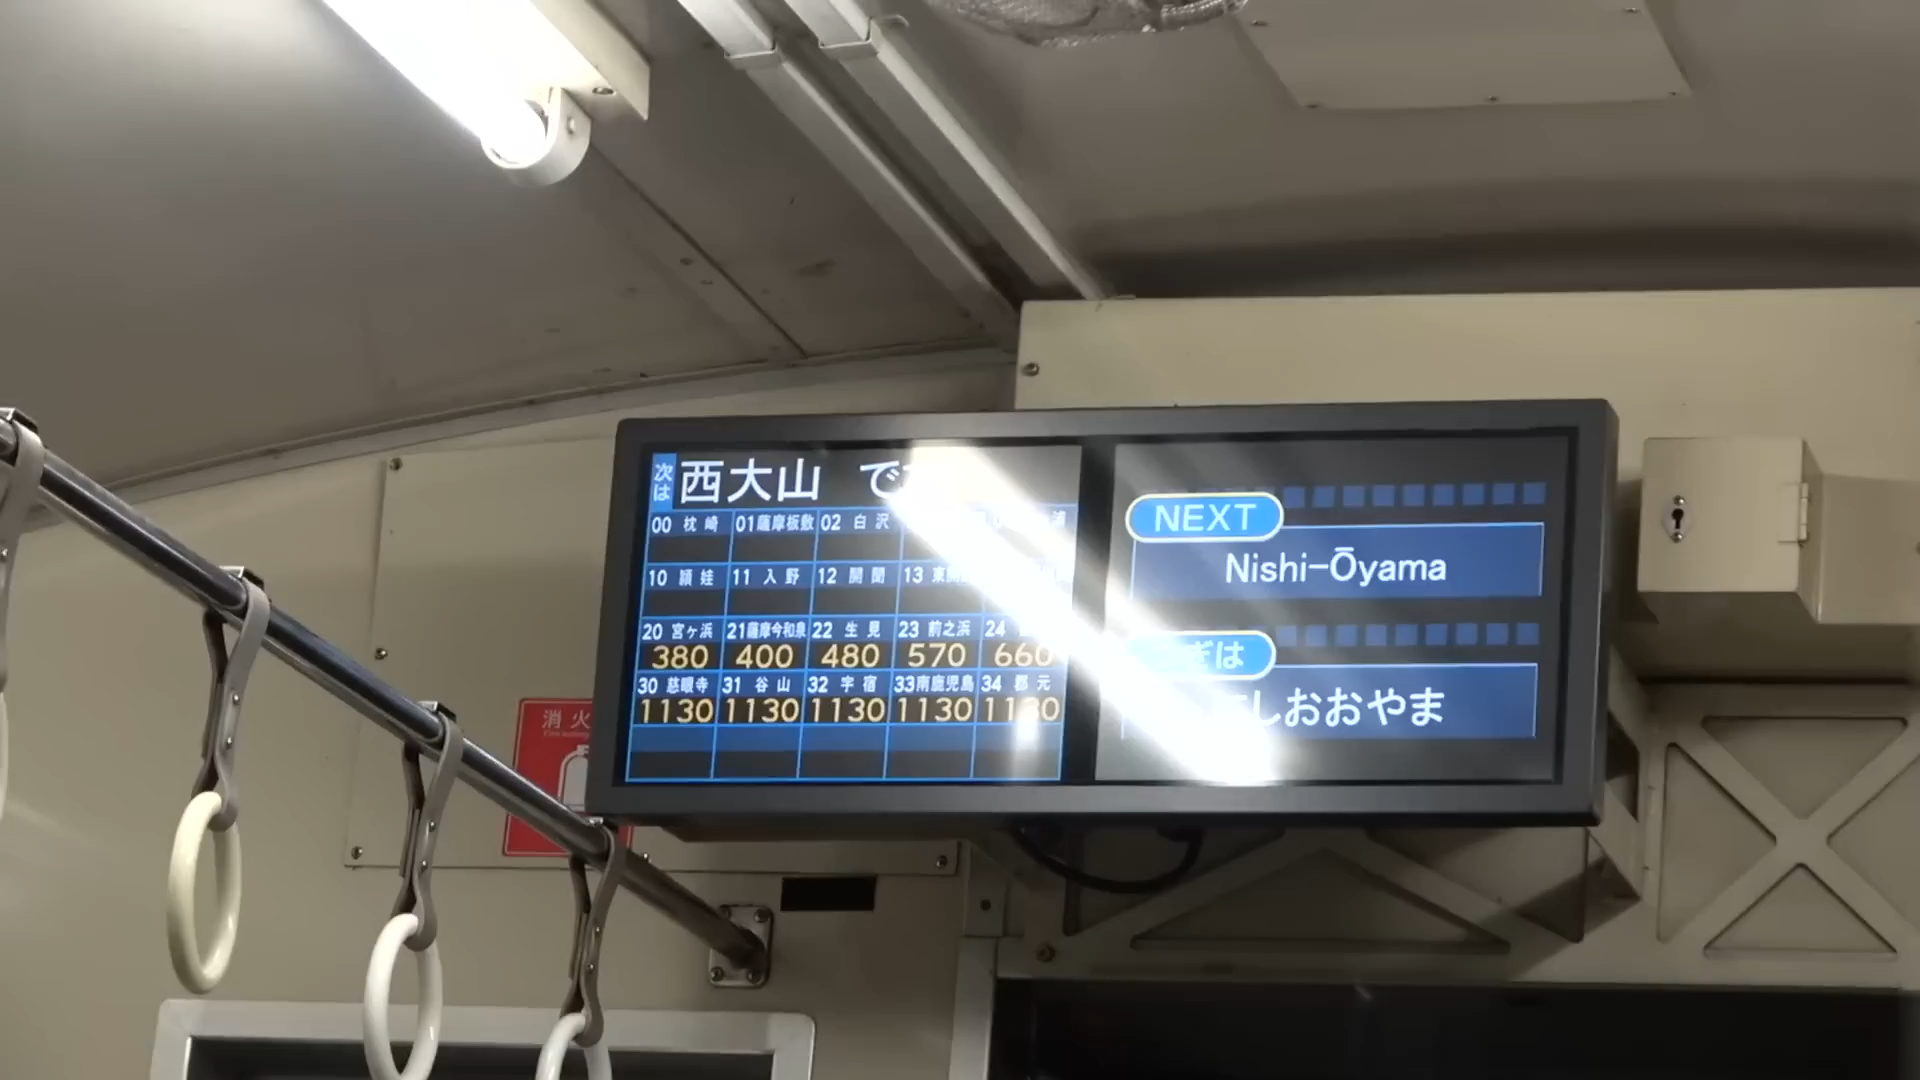 次は 西大山 で
00 枕崎 01薩摩板敷 02 白沢
10 頴娃 11 入野 12 開聞 13
20 宮ヶ浜 21薩摩今和泉 22 生見 23 前之浜 24
380 400 480 570 660
30 慈眼寺 31 谷山 32 宇宿 33南鹿児島 34 郡元
1130 1130 1130 1130 1130
NEXT
Nishi-Ōyama
ぎは
しおおやま
消火